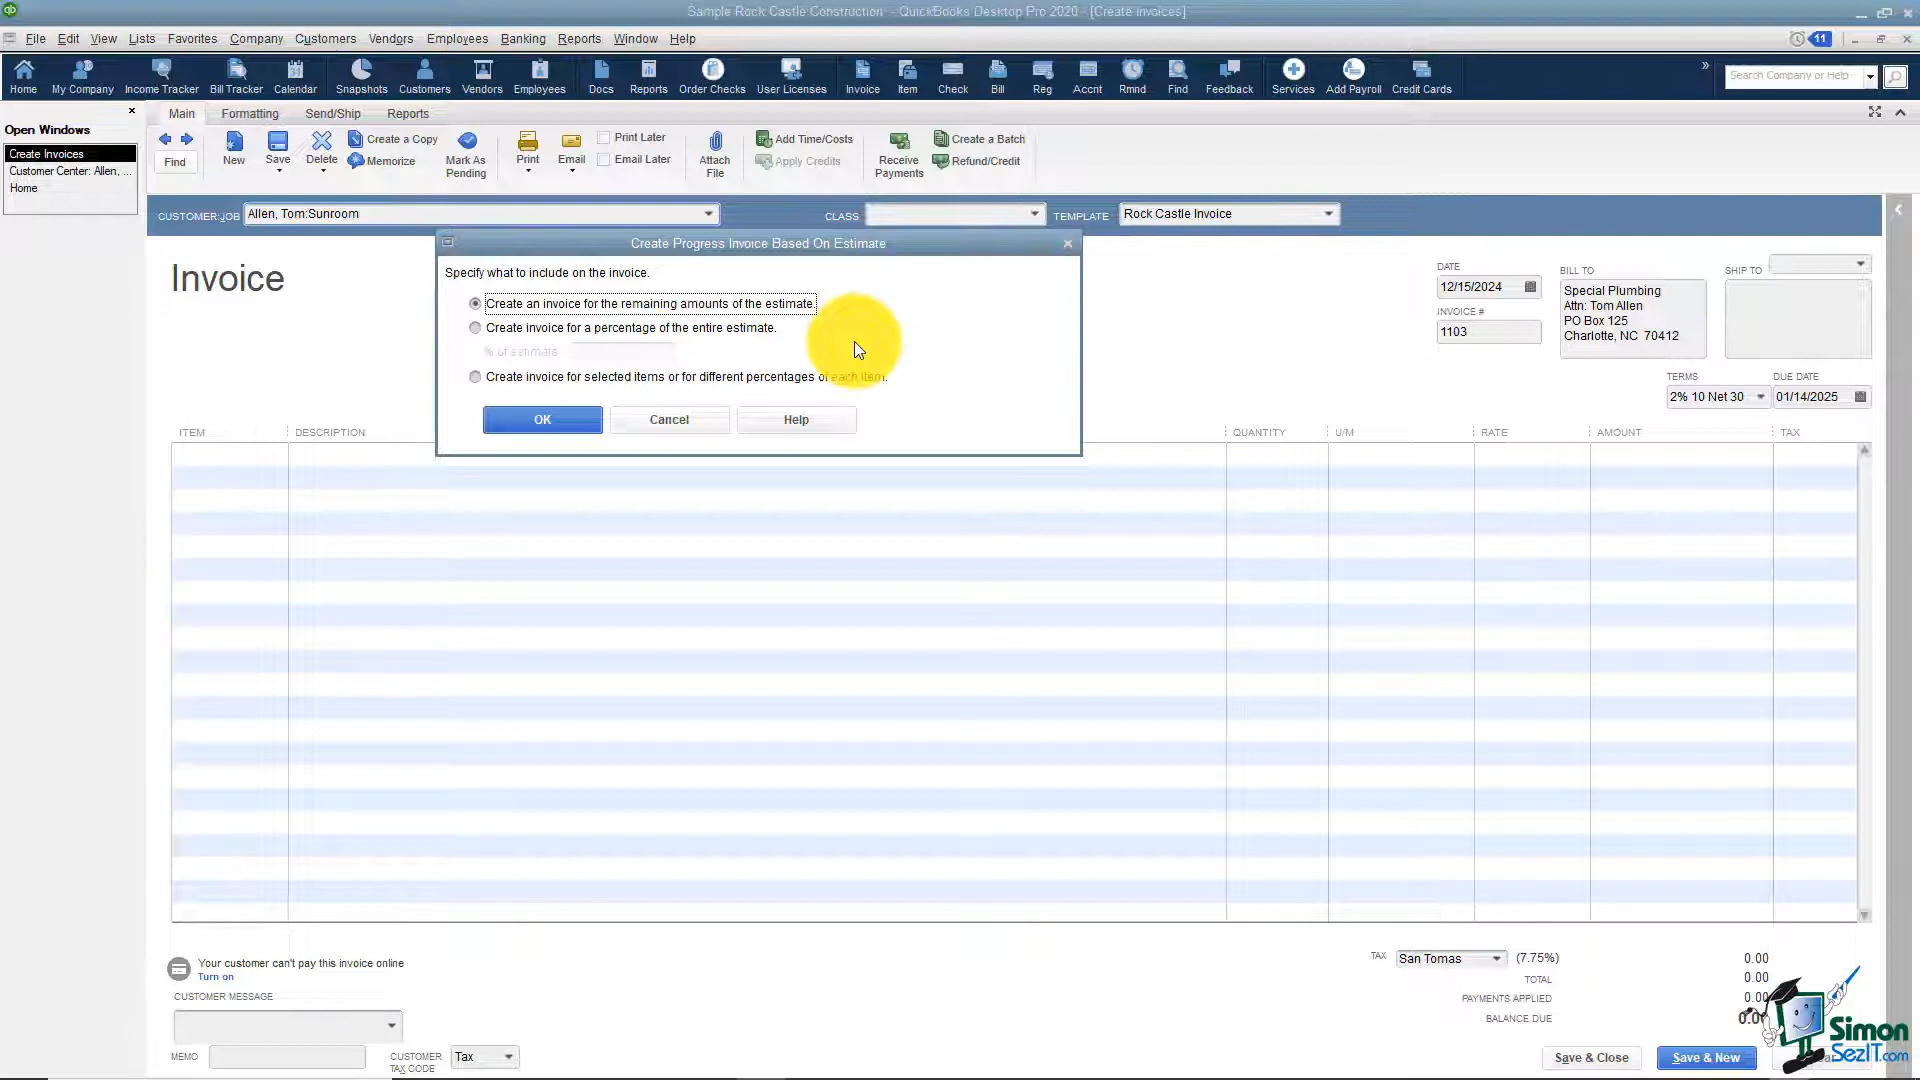 Sample Rock Castle Construction - QuickBooks Desktop Pro 2020 - [Create Invoices]
File Edit View Lists Favorites Company Customers Vendors Employees Banking Reports Window Help
11
Home My Company Income Tracker Bill Tracker Calendar Snapshots Customers Vendors Employees Docs Reports Order Checks User Licenses Invoice Item Check Bill Reg Accnt Rmnd Find Feedback Services Add Payroll Credit Cards
Search Company or Help
Open Windows
Create Invoices
Customer Center: Allen, ...
Home
Main Formatting Send/Ship Reports
Find
New
Save
Delete
Create a Copy
Memorize
Mark As
Pending
Print
Email
Print Later
Email Later
Attach
File
Add Time/Costs
Apply Credits
Receive
Payments
Create a Batch
Refund/Credit
CUSTOMER:JOB Allen, Tom:Sunroom CLASS TEMPLATE Rock Castle Invoice
Create Progress Invoice Based On Estimate
Specify what to include on the invoice.
Create an invoice for the remaining amounts of the estimate.
Create invoice for a percentage of the entire estimate.
% of estimate
Create invoice for selected items or for different percentages of each item.
OK Cancel Help
Invoice
DATE
12/15/2024
INVOICE #
1103
BILL TO
Special Plumbing
Attn: Tom Allen
PO Box 125
Charlotte, NC 70412
SHIP TO
TERMS
2% 10 Net 30
DUE DATE
01/14/2025
ITEM DESCRIPTION QUANTITY U/M RATE AMOUNT TAX
Your customer can't pay this invoice online
Turn on
CUSTOMER MESSAGE
MEMO
CUSTOMER
TAX CODE
Tax
TAX San Tomas (7.75%) 0.00
TOTAL 0.00
PAYMENTS APPLIED 0.00
BALANCE DUE
Save & Close Save & New
Simon
SezIT.com